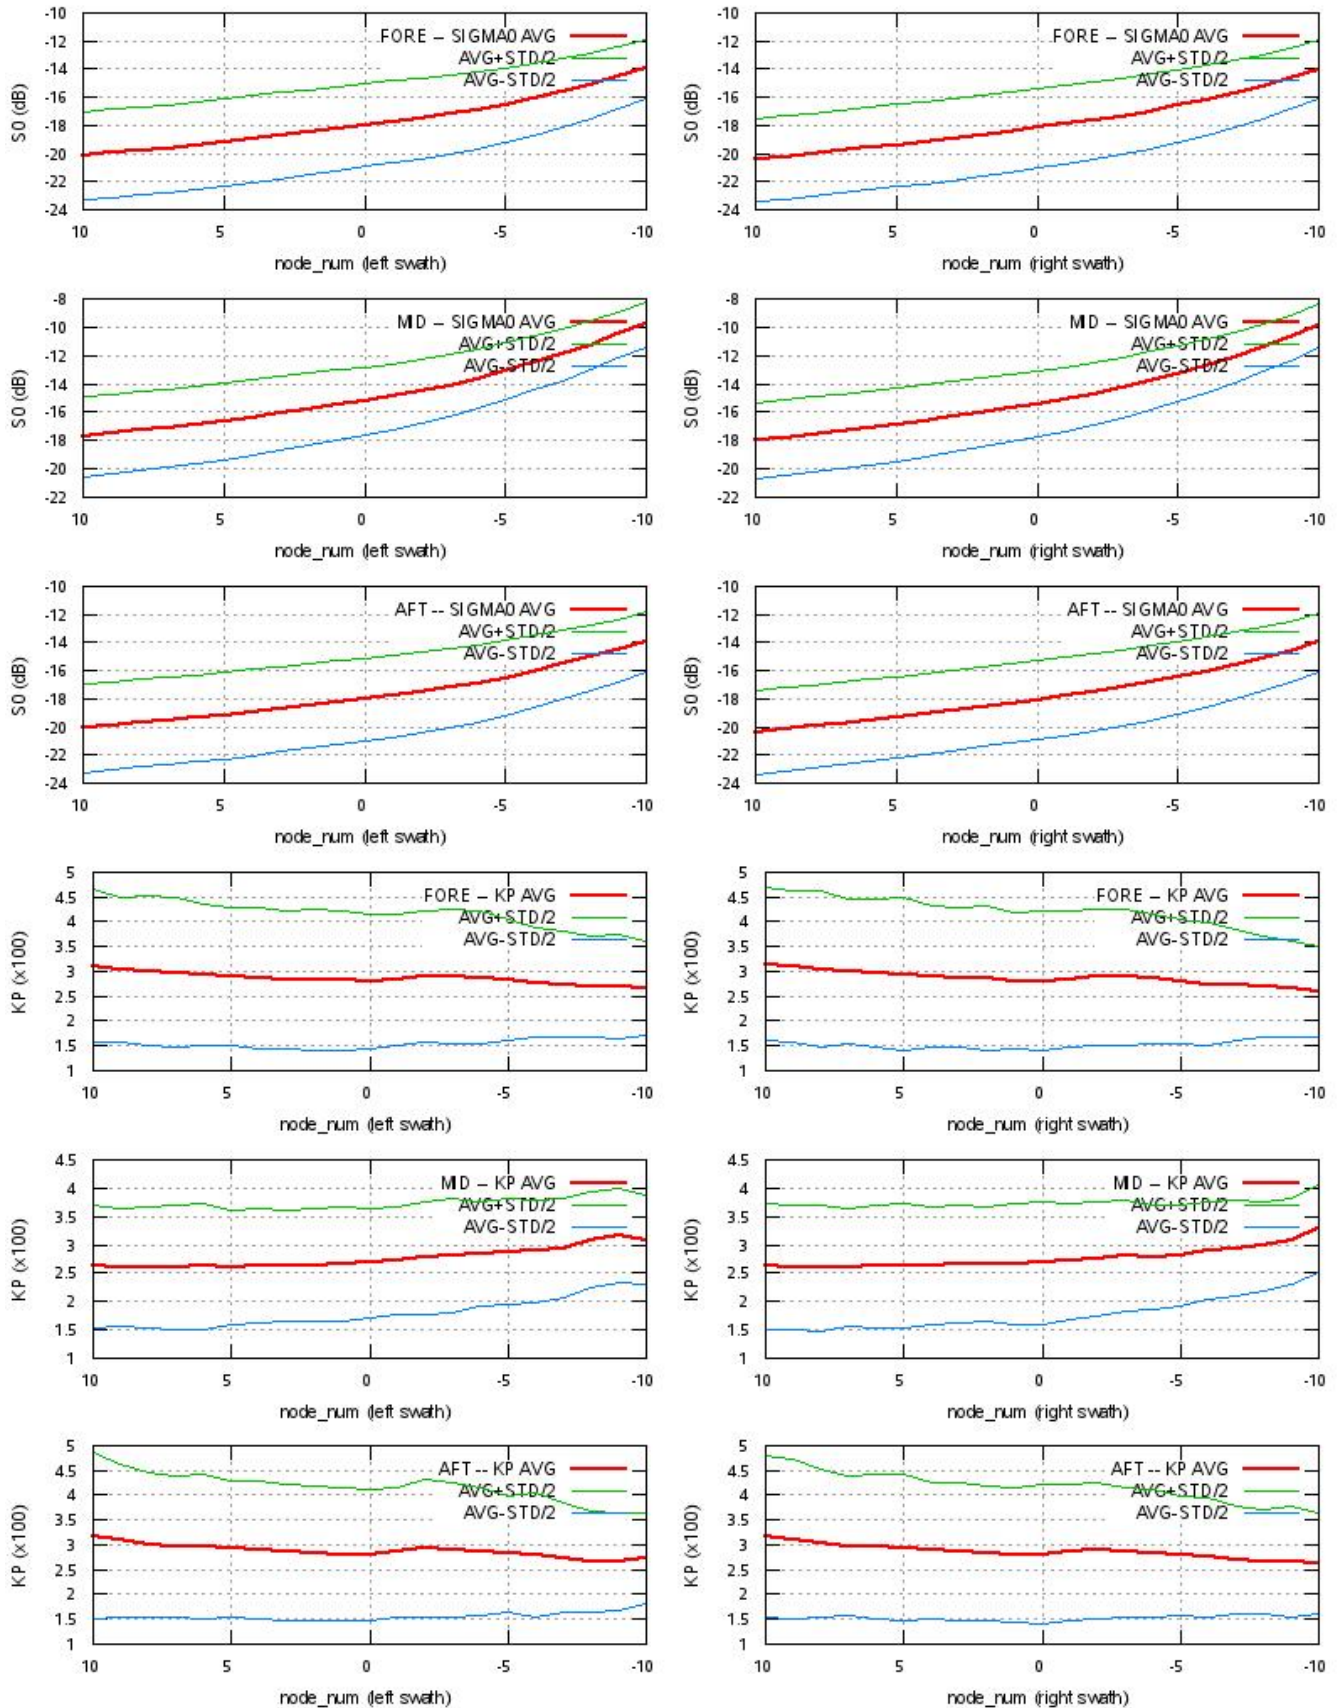 -10
-12
-14
-16
-18
-20
-22
-24
S0 (dB)
FORE -- SIGMA0 AVG
AVG+STD/2
AVG-STD/2
10 5 0 -5 -10
node_num (left swath)
-10
-12
-14
-16
-18
-20
-22
-24
S0 (dB)
FORE -- SIGMA0 AVG
AVG+STD/2
AVG-STD/2
10 5 0 -5 -10
node_num (right swath)
-8
-10
-12
-14
-16
-18
-20
-22
S0 (dB)
MID -- SIGMA0 AVG
AVG+STD/2
AVG-STD/2
10 5 0 -5 -10
node_num (left swath)
-8
-10
-12
-14
-16
-18
-20
-22
S0 (dB)
MID -- SIGMA0 AVG
AVG+STD/2
AVG-STD/2
10 5 0 -5 -10
node_num (right swath)
-10
-12
-14
-16
-18
-20
-22
-24
S0 (dB)
AFT -- SIGMA0 AVG
AVG+STD/2
AVG-STD/2
10 5 0 -5 -10
node_num (left swath)
-10
-12
-14
-16
-18
-20
-22
-24
S0 (dB)
AFT -- SIGMA0 AVG
AVG+STD/2
AVG-STD/2
10 5 0 -5 -10
node_num (right swath)
5
4.5
4
3.5
3
2.5
2
1.5
1
KP (x100)
FORE -- KP AVG
AVG+STD/2
AVG-STD/2
10 5 0 -5 -10
node_num (left swath)
5
4.5
4
3.5
3
2.5
2
1.5
1
KP (x100)
FORE -- KP AVG
AVG+STD/2
AVG-STD/2
10 5 0 -5 -10
node_num (right swath)
4.5
4
3.5
3
2.5
2
1.5
1
KP (x100)
MID -- KP AVG
AVG+STD/2
AVG-STD/2
10 5 0 -5 -10
node_num (left swath)
4.5
4
3.5
3
2.5
2
1.5
1
KP (x100)
MID -- KP AVG
AVG+STD/2
AVG-STD/2
10 5 0 -5 -10
node_num (right swath)
5
4.5
4
3.5
3
2.5
2
1.5
1
KP (x100)
AFT -- KP AVG
AVG+STD/2
AVG-STD/2
10 5 0 -5 -10
node_num (left swath)
5
4.5
4
3.5
3
2.5
2
1.5
1
KP (x100)
AFT -- KP AVG
AVG+STD/2
AVG-STD/2
10 5 0 -5 -10
node_num (right swath)